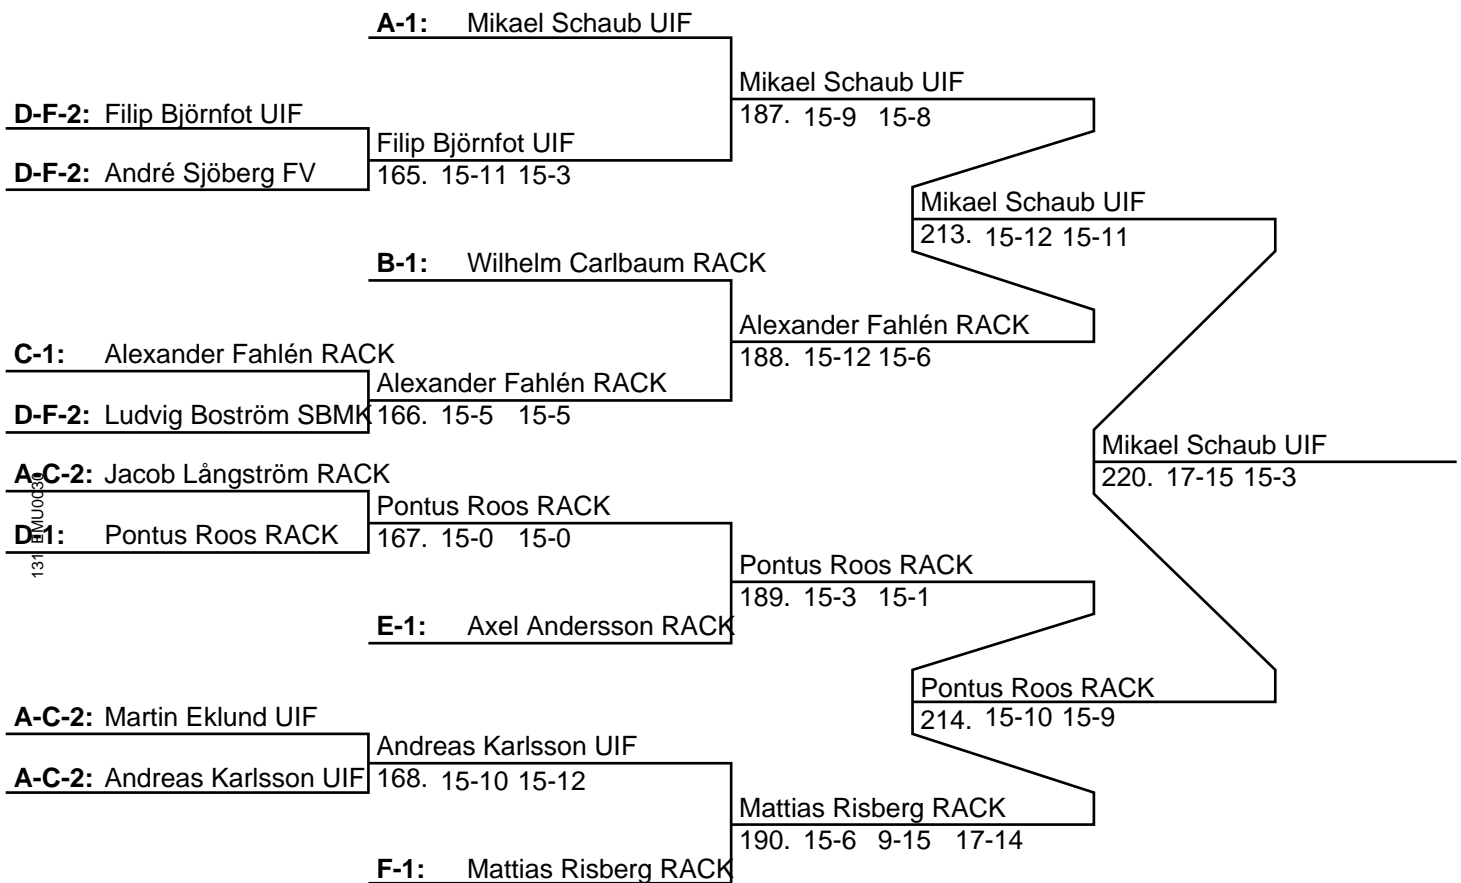 A-1: Mikael Schaub UIF
Mikael Schaub UIF
187. 15-9 15-8
D-F-2: Filip Björnfot UIF
Filip Björnfot UIF
D-F-2: André Sjöberg FV
165. 15-11 15-3
Mikael Schaub UIF
213. 15-12 15-11
B-1: Wilhelm Carlbaum RACK
Alexander Fahlén RACK
188. 15-12 15-6
C-1: Alexander Fahlén RACK
Alexander Fahlén RACK
D-F-2: Ludvig Boström SBMK
166. 15-5 15-5
Mikael Schaub UIF
220. 17-15 15-3
A-C-2: Jacob Långström RACK
Pontus Roos RACK
D-1: Pontus Roos RACK
167. 15-0 15-0
Pontus Roos RACK
189. 15-3 15-1
E-1: Axel Andersson RACK
Pontus Roos RACK
214. 15-10 15-9
A-C-2: Martin Eklund UIF
Andreas Karlsson UIF
A-C-2: Andreas Karlsson UIF
168. 15-10 15-12
Mattias Risberg RACK
190. 15-6 9-15 17-14
F-1: Mattias Risberg RACK